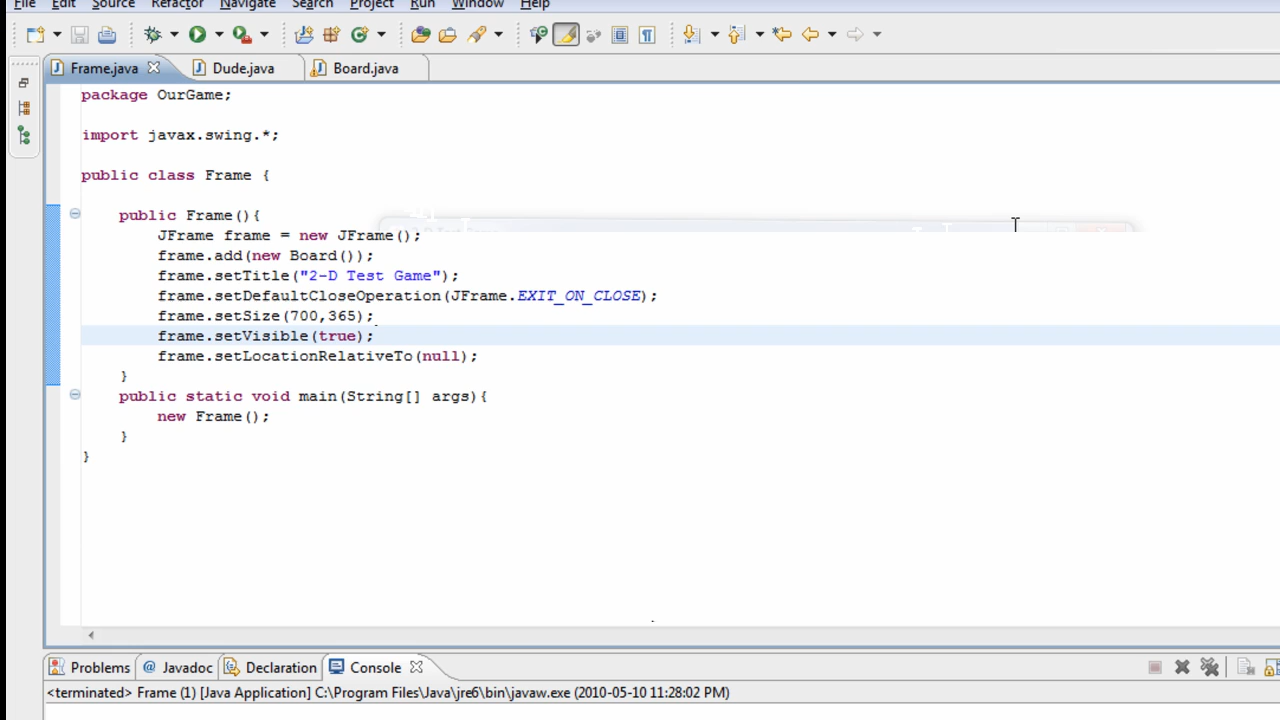 File Edit Source Refactor Navigate Search Project Run Window Help
Frame.java Dude.java Board.java
package OurGame;
import javax.swing.*;
public class Frame {
public Frame(){
JFrame frame = new JFrame();
frame.add(new Board());
frame.setTitle("2-D Test Game");
frame.setDefaultCloseOperation(JFrame.EXIT_ON_CLOSE);
frame.setSize(700,365);
frame.setVisible(true);
frame.setLocationRelativeTo(null);
}
public static void main(String[] args){
new Frame();
}
}
Problems @ Javadoc Declaration Console
<terminated> Frame (1) [Java Application] C:\Program Files\Java\jre6\bin\javaw.exe (2010-05-10 11:28:02 PM)